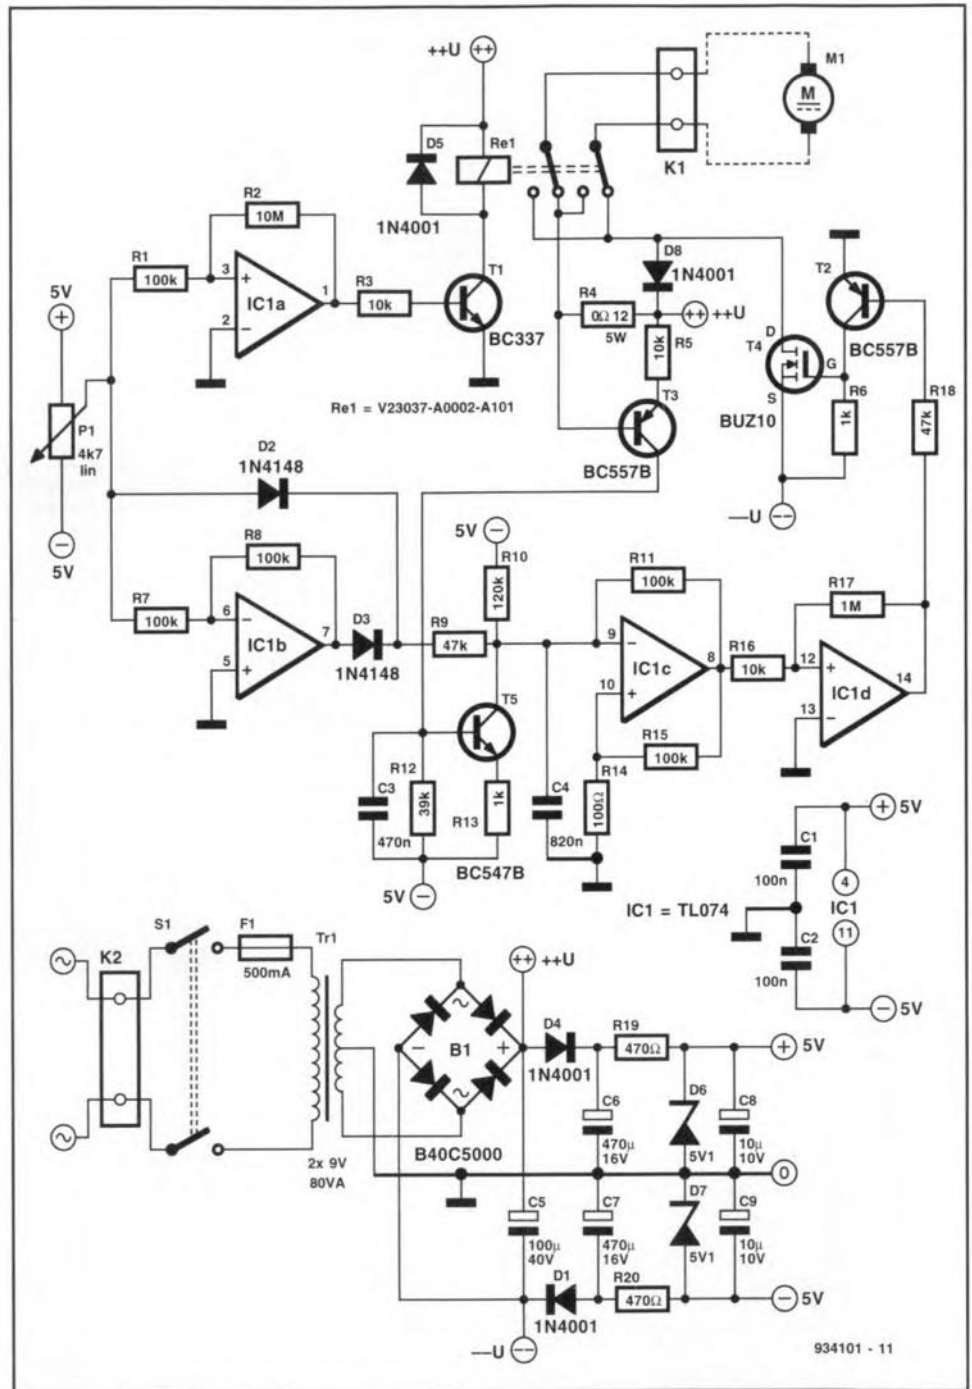 ++U
++
K1
M1
M
D5
Re1
1N4001
R2
10M
R1
100k
3
+
IC1a
2
−
1
R3
10k
T1
BC337
5V
+
P1
4k7
lin
−
5V
Re1 = V23037-A0002-A101
D8
1N4001
R4
0Ω 12
5W
++
++U
R5
10k
T3
BC557B
T2
BC557B
D
T4
G
S
BUZ10
R6
1k
R18
47k
—U
−−
D2
1N4148
R8
100k
R7
100k
6
−
IC1b
5
+
7
D3
1N4148
R9
47k
5V
−
R10
120k
R11
100k
9
−
IC1c
10
+
8
R16
10k
R17
1M
12
+
IC1d
13
−
14
T5
R12
39k
R13
1k
C3
470n
BC547B
5V
−
C4
820n
R14
100Ω
R15
100k
+
5V
C1
100n
4
IC1
11
C2
100n
−
5V
IC1 = TL074
K2
S1
F1
500mA
Tr1
2x 9V
80VA
B1
−
+
B40C5000
++
++U
D4
1N4001
R19
470Ω
+
5V
C6
470μ
16V
D6
5V1
C8
10μ
10V
0
C5
100μ
40V
C7
470μ
16V
D7
5V1
C9
10μ
10V
D1
1N4001
R20
470Ω
−
5V
—U
−−
934101 - 11